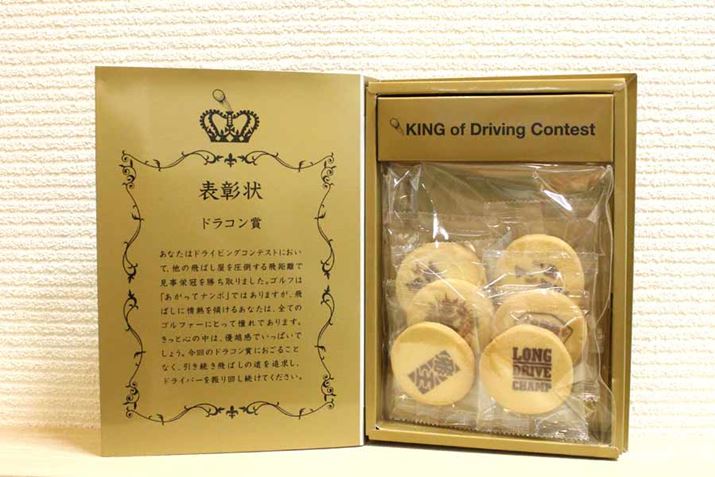 表彰状
ドラコン賞
あなたはドライビングコンテストにおい
て、他の飛ばし屋を圧倒する飛距離で
見事栄冠を勝ち取りました。ゴルフは
「あがってナンボ」ではありますが、飛
ばしに情熱を傾けるあなたは、全ての
ゴルファーにとって憧れであります。
きっと心の中は、優越感でいっぱいで
しょう。今回のドラコン賞におごること
なく、引き続き飛ばしの道を追求し、
ドライバーを振り回し続けてください。
KING of Driving Contest
LONG
DRIVE
CHAMP